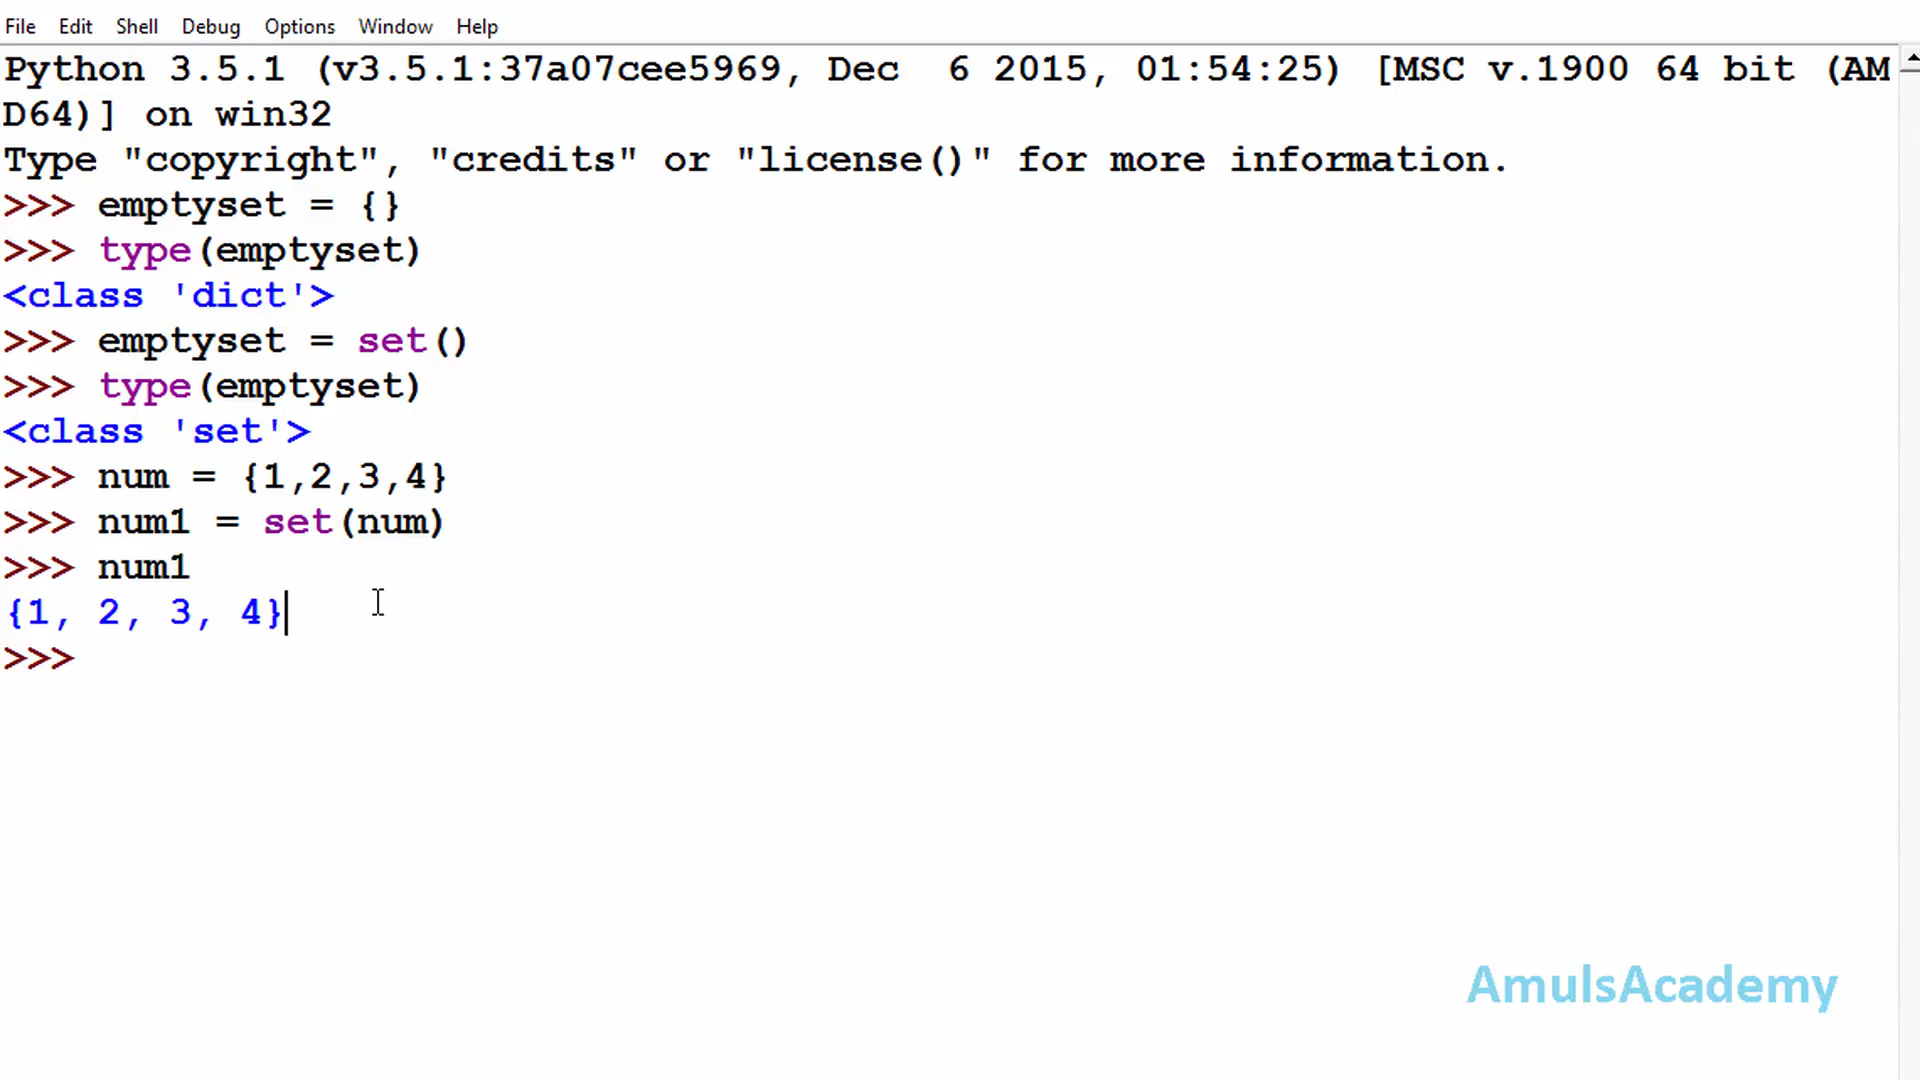 File Edit Shell Debug Options Window Help
Python 3.5.1 (v3.5.1:37a07cee5969, Dec  6 2015, 01:54:25) [MSC v.1900 64 bit (AM
D64)] on win32
Type "copyright", "credits" or "license()" for more information.
>>> emptyset = {}
>>> type(emptyset)
<class 'dict'>
>>> emptyset = set()
>>> type(emptyset)
<class 'set'>
>>> num = {1,2,3,4}
>>> num1 = set(num)
>>> num1
{1, 2, 3, 4}
>>>
AmulsAcademy